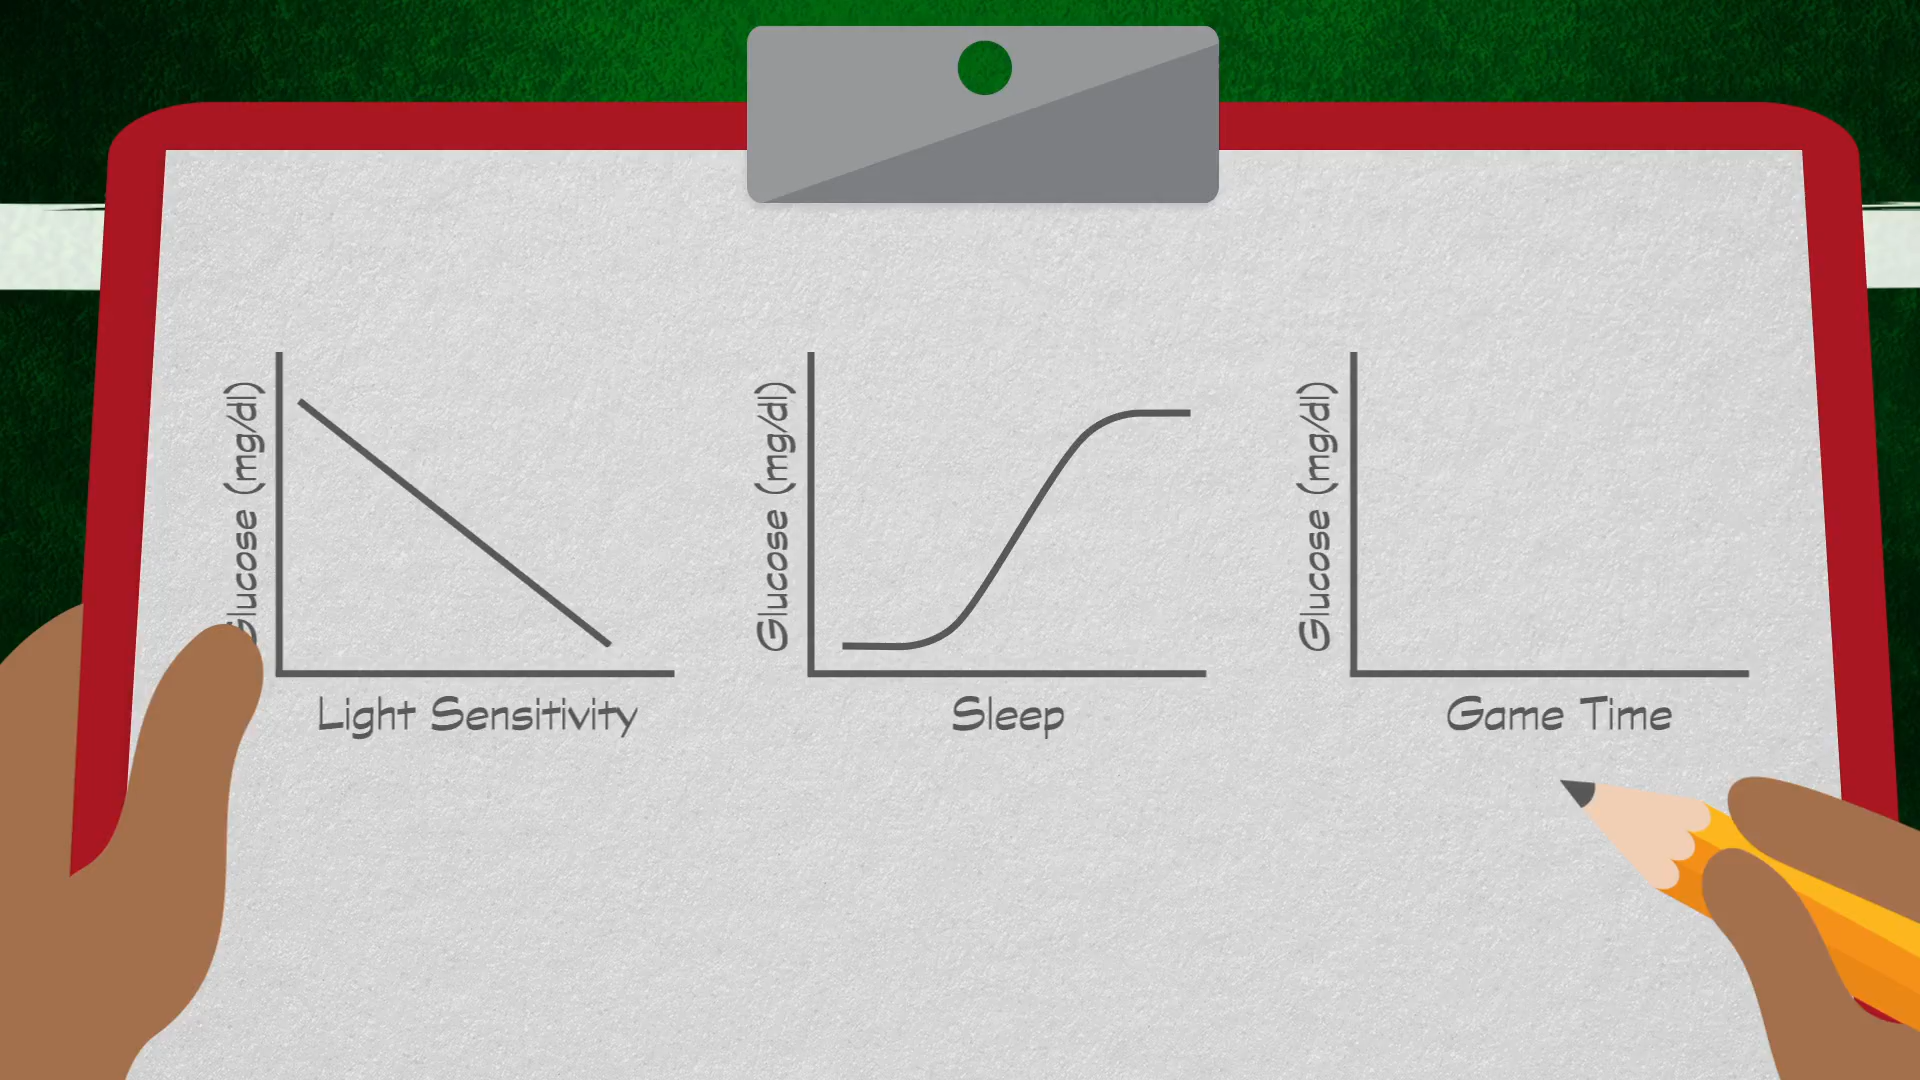 Glucose (mg/dl)
Light Sensitivity
Glucose (mg/dl)
Sleep
Glucose (mg/dl)
Game Time